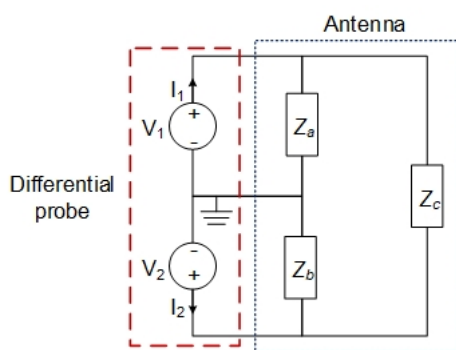 Antenna
I1
+
V1
-
Za
Differential
probe
Zc
-
V2
+
Zb
I2